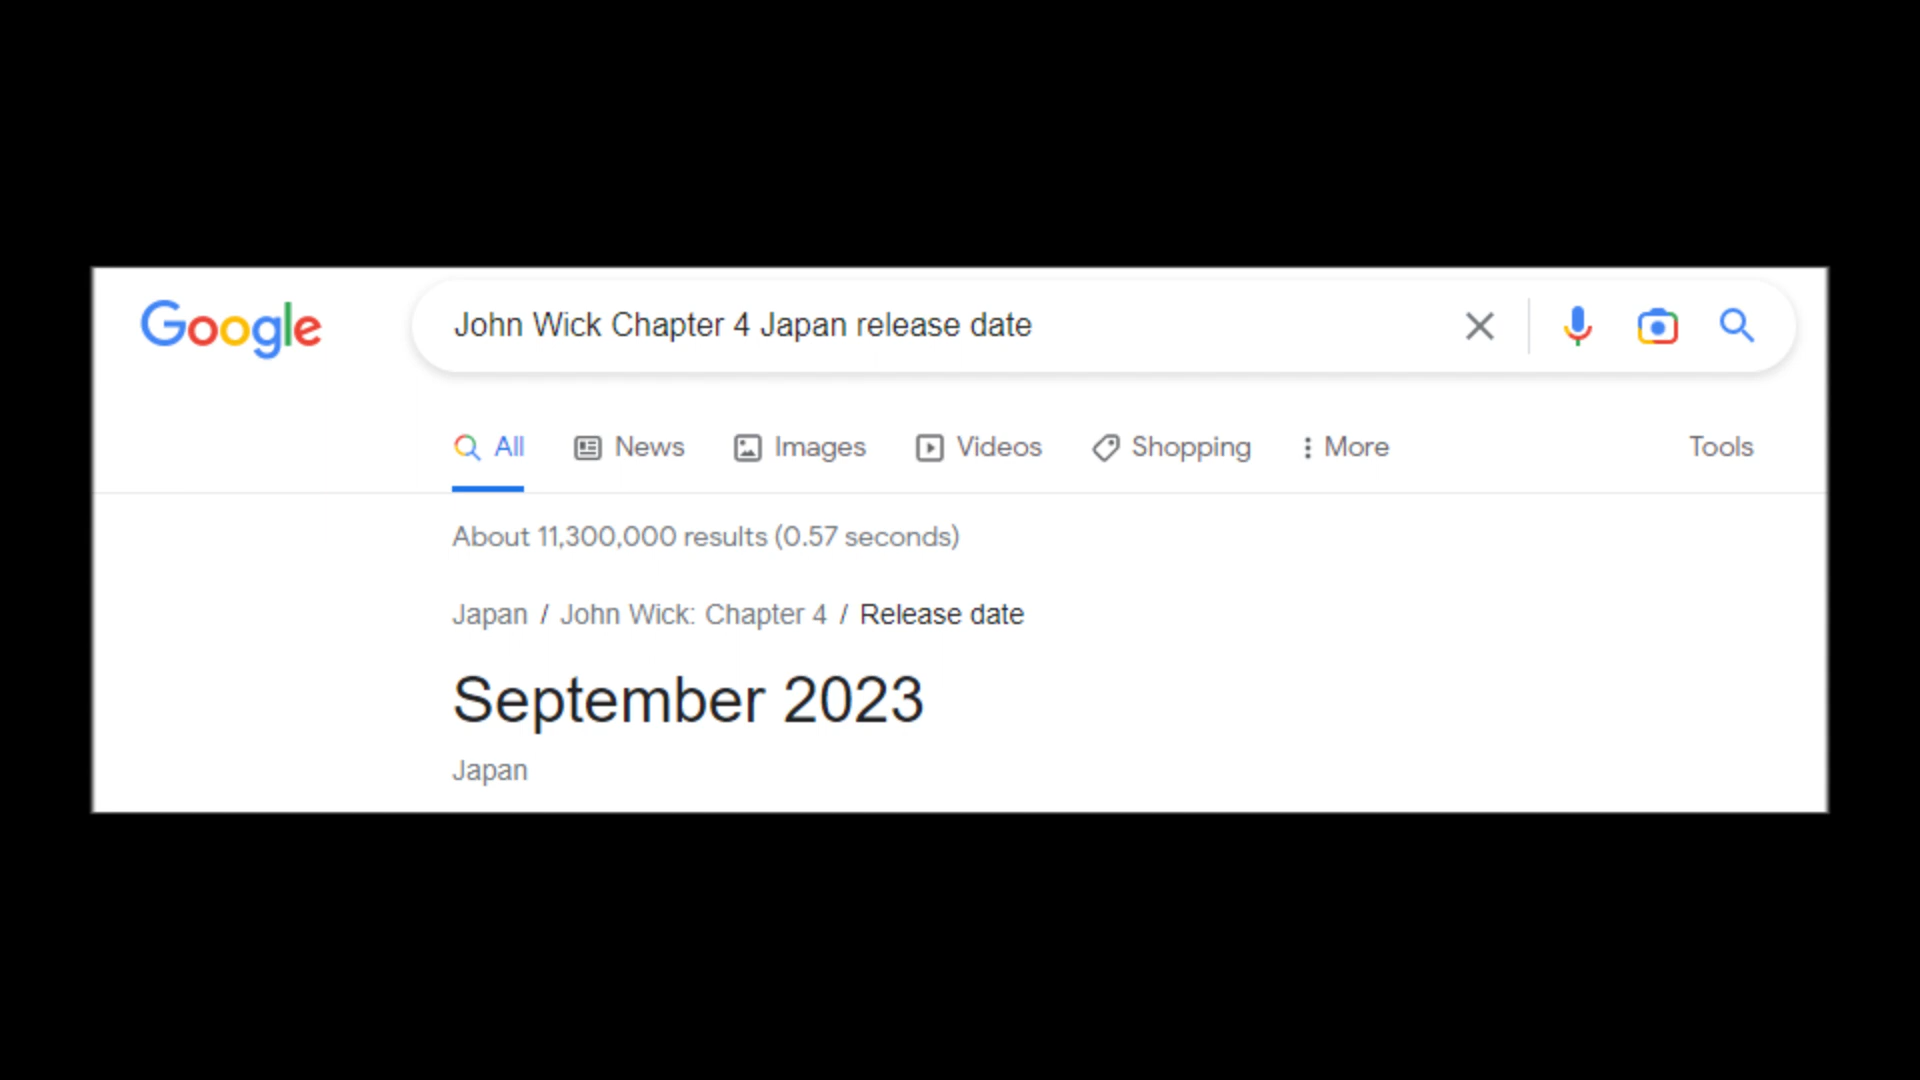 Google
John Wick Chapter 4 Japan release date
All News Images Videos Shopping More Tools
About 11,300,000 results (0.57 seconds)
Japan / John Wick: Chapter 4 / Release date
September 2023
Japan